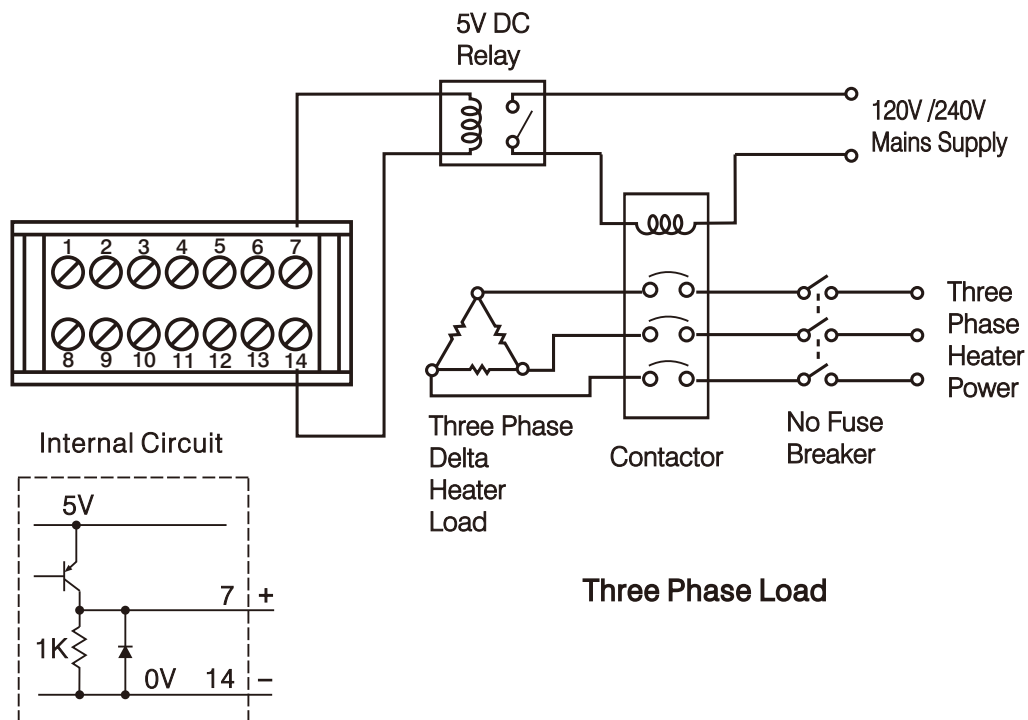 5V DC
Relay
120V /240V
Mains Supply
1 2 3 4 5 6 7
8 9 10 11 12 13 14
Three
Phase
Heater
Power
Three Phase
Delta
Heater
Load
Contactor
No Fuse
Breaker
Internal Circuit
5V
7 +
1K
0V 14 −
Three Phase Load